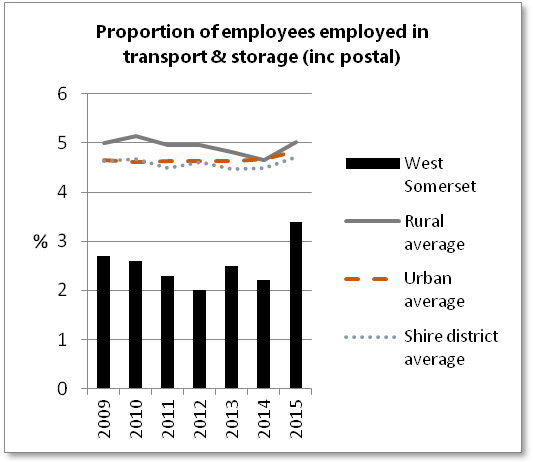 Proportion of employees employed in
transport & storage (inc postal)
6
5
4
3
2
1
0
%
2009
2010
2011
2012
2013
2014
2015
West
Somerset
Rural
average
Urban
average
Shire district
average